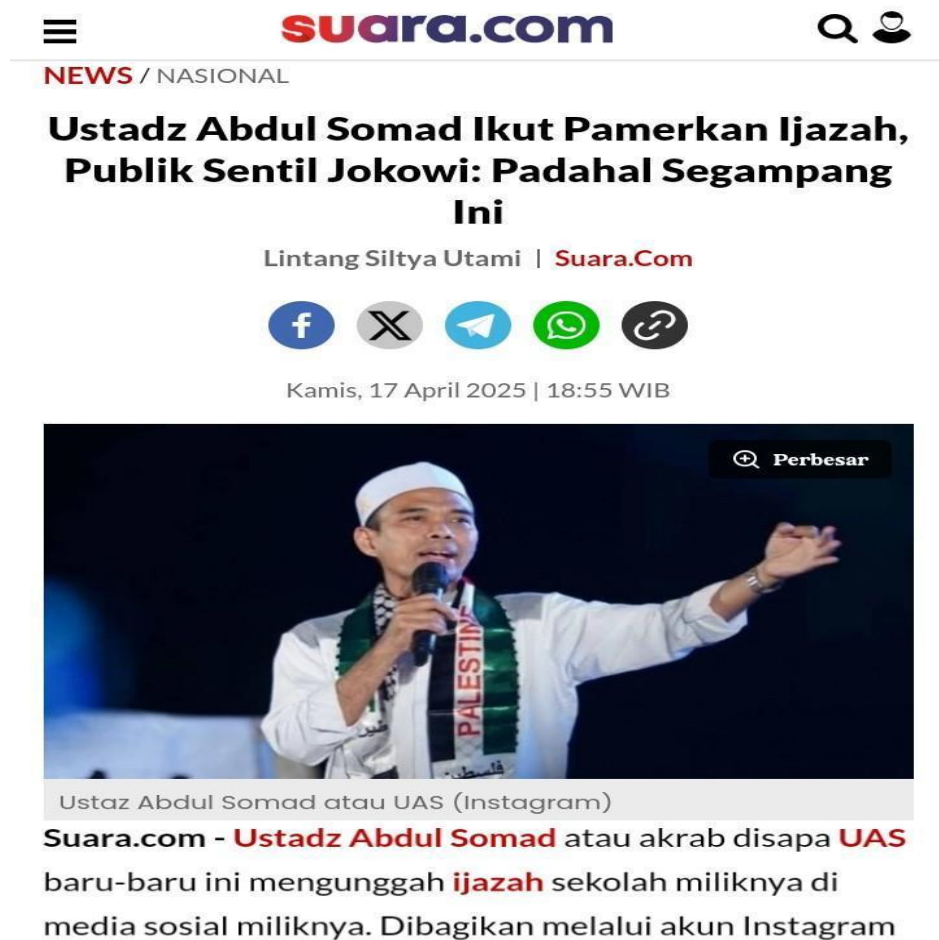 suara.com
NEWS / NASIONAL
Ustadz Abdul Somad Ikut Pamerkan Ijazah,
Publik Sentil Jokowi: Padahal Segampang
Ini
Lintang Siltya Utami | Suara.Com
Kamis, 17 April 2025 | 18:55 WIB
Perbesar
PALESTINE
فلسطين
Ustaz Abdul Somad atau UAS (Instagram)
Suara.com - Ustadz Abdul Somad atau akrab disapa UAS
baru-baru ini mengunggah ijazah sekolah miliknya di
media sosial miliknya. Dibagikan melalui akun Instagram